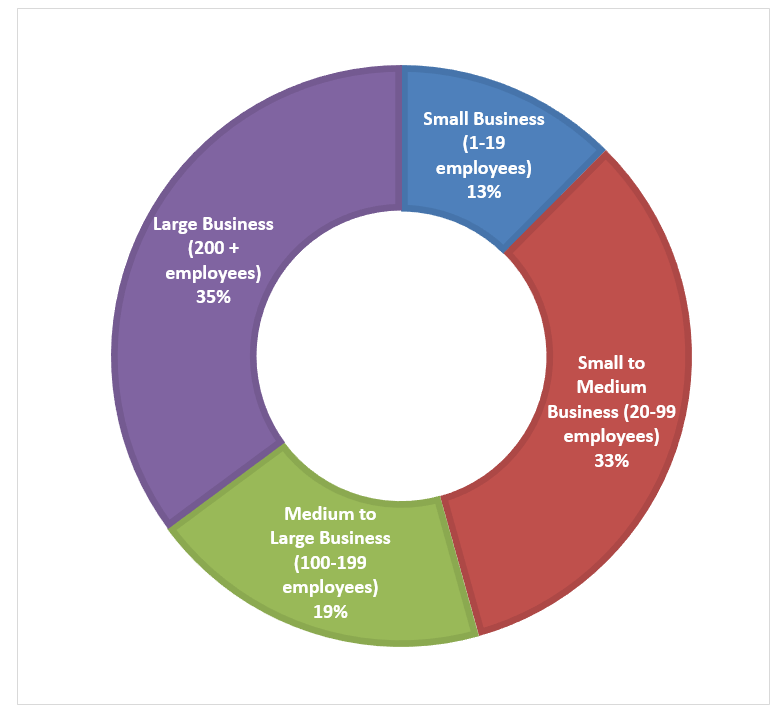 Small Business
(1-19
employees)
13%
Large Business
(200 +
employees)
35%
Small to
Medium
Business (20-99
employees)
33%
Medium to
Large Business
(100-199
employees)
19%